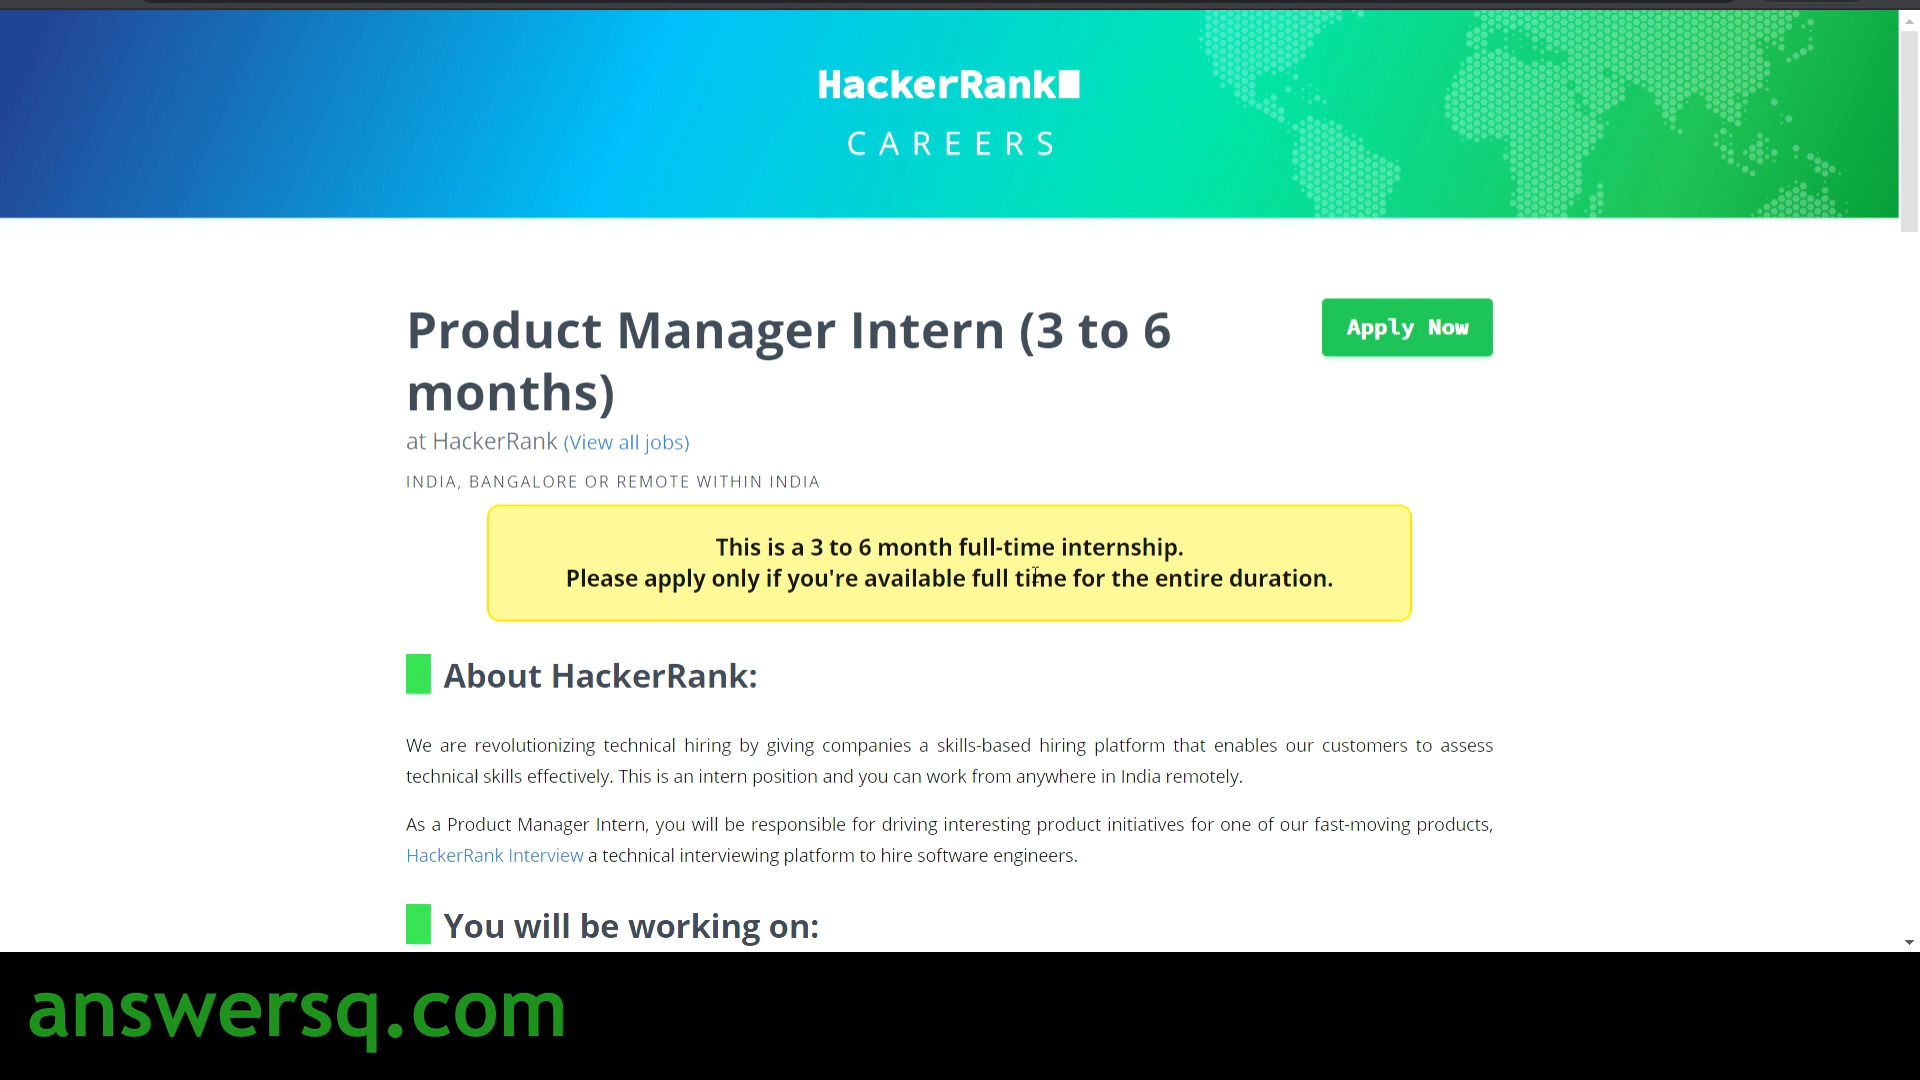 HackerRank
CAREERS
Product Manager Intern (3 to 6
months)
Apply Now
at HackerRank (View all jobs)
INDIA, BANGALORE OR REMOTE WITHIN INDIA
This is a 3 to 6 month full-time internship.
Please apply only if you're available full time for the entire duration.
About HackerRank:
We are revolutionizing technical hiring by giving companies a skills-based hiring platform that enables our customers to assess
technical skills effectively. This is an intern position and you can work from anywhere in India remotely.
As a Product Manager Intern, you will be responsible for driving interesting product initiatives for one of our fast-moving products,
HackerRank Interview a technical interviewing platform to hire software engineers.
You will be working on:
answersq.com